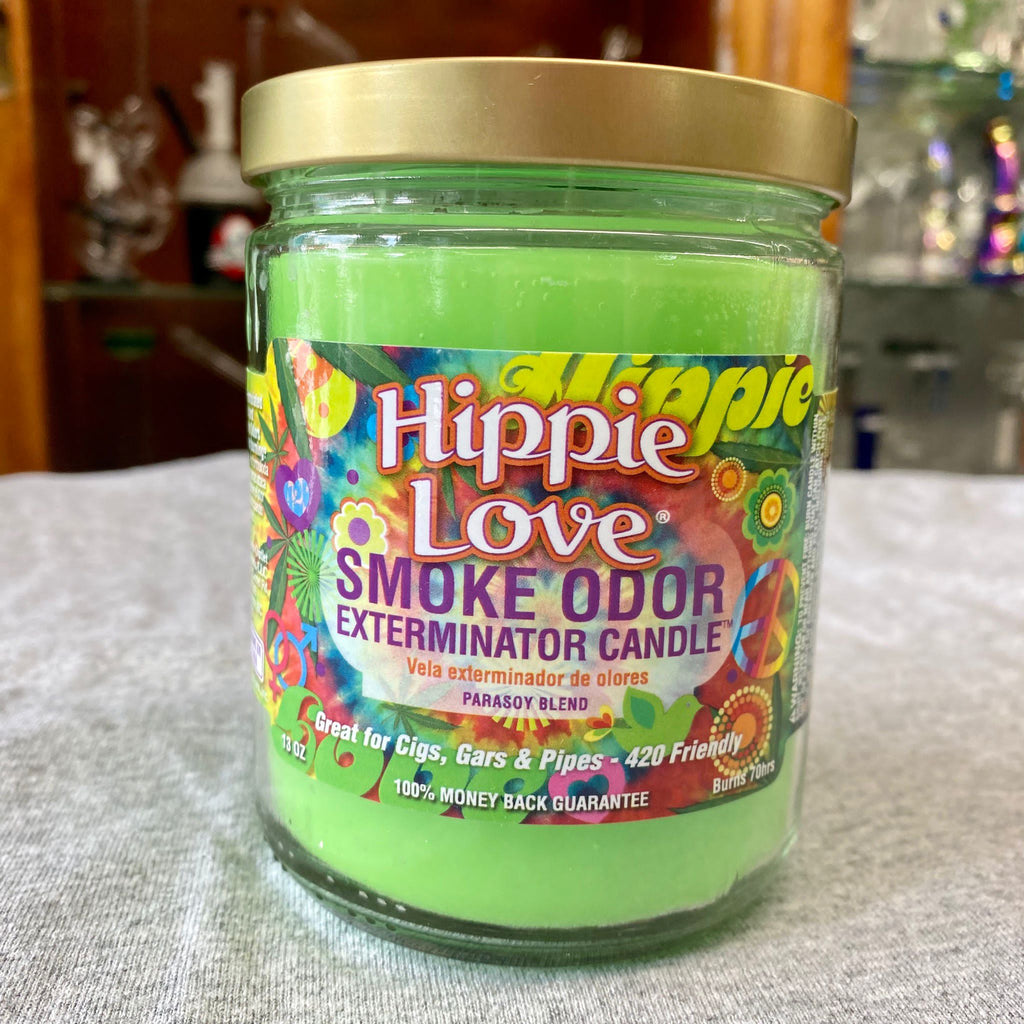 Hippie
Hippie
Love®
SMOKE ODOR
EXTERMINATOR CANDLE™
Vela exterminador de olores
PARASOY BLEND
Great for Cigs, Gars & Pipes - 420 Friendly
13 OZ
Burns 70hrs
100% MONEY BACK GUARANTEE